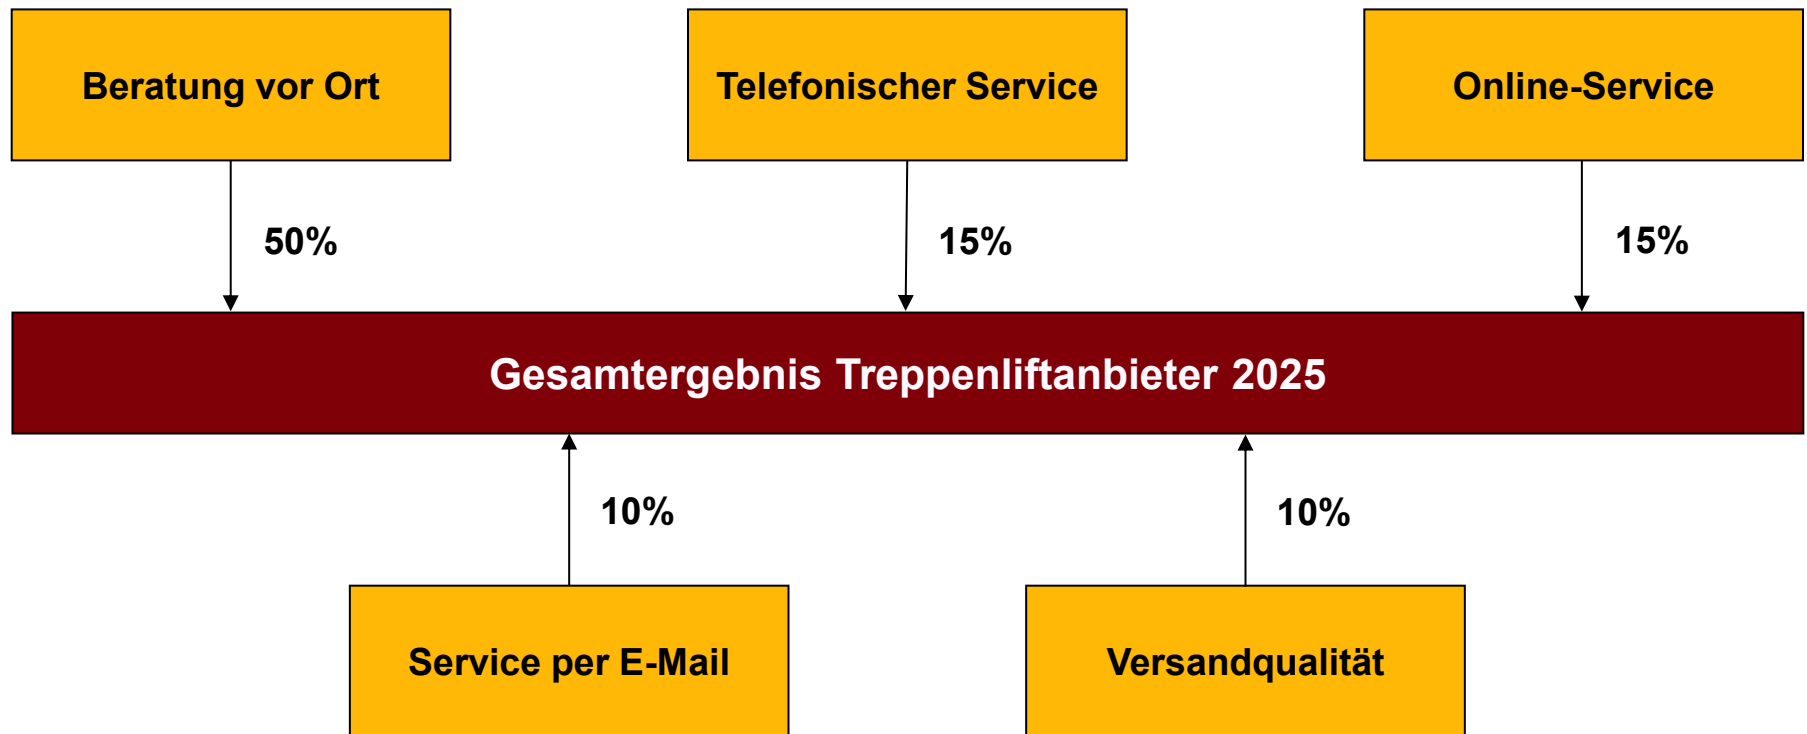 Beratung vor Ort
Telefonischer Service
Online-Service
50%
15%
15%
Gesamtergebnis Treppenliftanbieter 2025
10%
10%
Service per E-Mail
Versandqualität